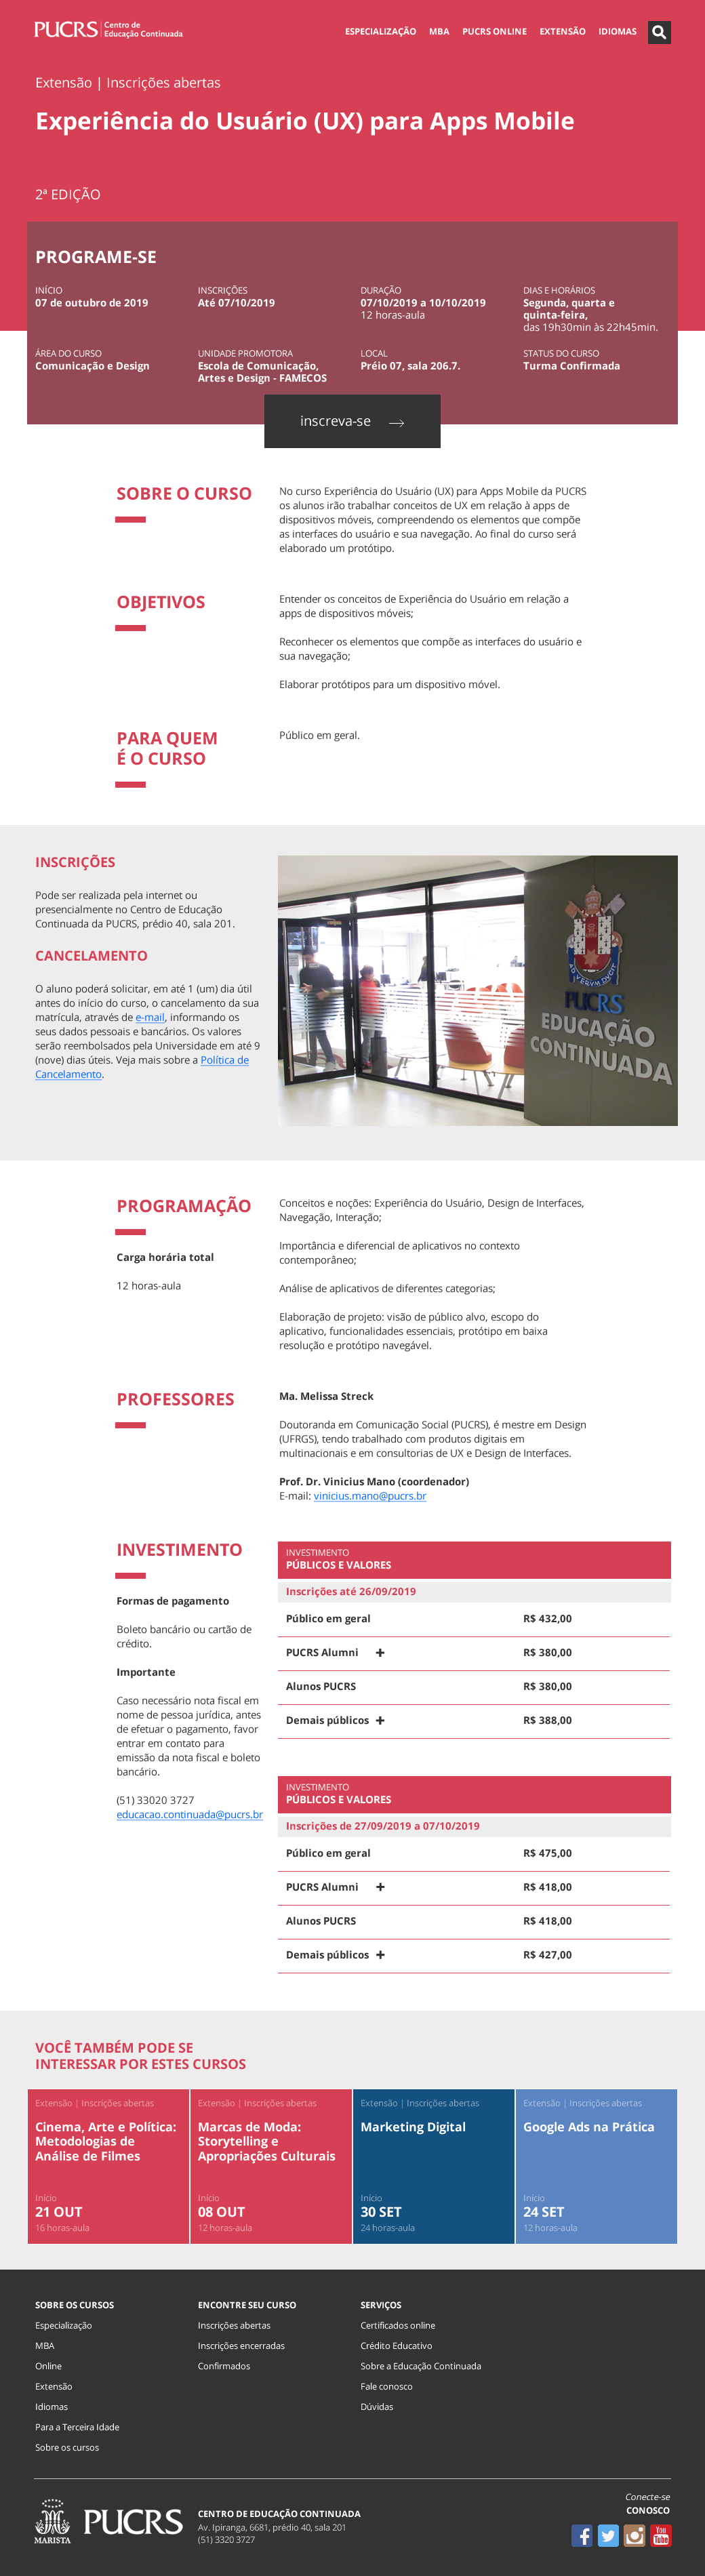 PUCRS Centro de
Educação Continuada
ESPECIALIZAÇÃO MBA PUCRS ONLINE EXTENSÃO IDIOMAS
Extensão | Inscrições abertas
Experiência do Usuário (UX) para Apps Mobile
2ª EDIÇÃO
PROGRAME-SE
INÍCIO
07 de outubro de 2019
INSCRIÇÕES
Até 07/10/2019
DURAÇÃO
07/10/2019 a 10/10/2019
12 horas-aula
DIAS E HORÁRIOS
Segunda, quarta e
quinta-feira,
das 19h30min às 22h45min.
ÁREA DO CURSO
Comunicação e Design
UNIDADE PROMOTORA
Escola de Comunicação,
Artes e Design - FAMECOS
LOCAL
Préio 07, sala 206.7.
STATUS DO CURSO
Turma Confirmada
inscreva-se
SOBRE O CURSO
No curso Experiência do Usuário (UX) para Apps Mobile da PUCRS
os alunos irão trabalhar conceitos de UX em relação à apps de
dispositivos móveis, compreendendo os elementos que compõe
as interfaces do usuário e sua navegação. Ao final do curso será
elaborado um protótipo.
OBJETIVOS
Entender os conceitos de Experiência do Usuário em relação a
apps de dispositivos móveis;
Reconhecer os elementos que compõe as interfaces do usuário e
sua navegação;
Elaborar protótipos para um dispositivo móvel.
PARA QUEM
É O CURSO
Público em geral.
INSCRIÇÕES
Pode ser realizada pela internet ou
presencialmente no Centro de Educação
Continuada da PUCRS, prédio 40, sala 201.
CANCELAMENTO
O aluno poderá solicitar, em até 1 (um) dia útil
antes do início do curso, o cancelamento da sua
matrícula, através de e-mail, informando os
seus dados pessoais e bancários. Os valores
serão reembolsados pela Universidade em até 9
(nove) dias úteis. Veja mais sobre a Política de
Cancelamento.
AD VERUM DUCIT
PUCRS
EDUCAÇÃO
CONTINUADA
PROGRAMAÇÃO
Carga horária total
12 horas-aula
Conceitos e noções: Experiência do Usuário, Design de Interfaces,
Navegação, Interação;
Importância e diferencial de aplicativos no contexto
contemporâneo;
Análise de aplicativos de diferentes categorias;
Elaboração de projeto: visão de público alvo, escopo do
aplicativo, funcionalidades essenciais, protótipo em baixa
resolução e protótipo navegável.
PROFESSORES
Ma. Melissa Streck
Doutoranda em Comunicação Social (PUCRS), é mestre em Design
(UFRGS), tendo trabalhado com produtos digitais em
multinacionais e em consultorias de UX e Design de Interfaces.
Prof. Dr. Vinicius Mano (coordenador)
E-mail: vinicius.mano@pucrs.br
INVESTIMENTO
Formas de pagamento
Boleto bancário ou cartão de
crédito.
Importante
Caso necessário nota fiscal em
nome de pessoa jurídica, antes
de efetuar o pagamento, favor
entrar em contato para
emissão da nota fiscal e boleto
bancário.
(51) 33020 3727
educacao.continuada@pucrs.br
INVESTIMENTO
PÚBLICOS E VALORES
Inscrições até 26/09/2019
Público em geral R$ 432,00
PUCRS Alumni + R$ 380,00
Alunos PUCRS R$ 380,00
Demais públicos + R$ 388,00
INVESTIMENTO
PÚBLICOS E VALORES
Inscrições de 27/09/2019 a 07/10/2019
Público em geral R$ 475,00
PUCRS Alumni + R$ 418,00
Alunos PUCRS R$ 418,00
Demais públicos + R$ 427,00
VOCÊ TAMBÉM PODE SE
INTERESSAR POR ESTES CURSOS
Extensão | Inscrições abertas
Cinema, Arte e Política:
Metodologias de
Análise de Filmes
Início
21 OUT
16 horas-aula
Extensão | Inscrições abertas
Marcas de Moda:
Storytelling e
Apropriações Culturais
Início
08 OUT
12 horas-aula
Extensão | Inscrições abertas
Marketing Digital
Início
30 SET
24 horas-aula
Extensão | Inscrições abertas
Google Ads na Prática
Início
24 SET
12 horas-aula
SOBRE OS CURSOS
Especialização
MBA
Online
Extensão
Idiomas
Para a Terceira Idade
Sobre os cursos
ENCONTRE SEU CURSO
Inscrições abertas
Inscrições encerradas
Confirmados
SERVIÇOS
Certificados online
Crédito Educativo
Sobre a Educação Continuada
Fale conosco
Dúvidas
MARISTA
PUCRS
CENTRO DE EDUCAÇÃO CONTINUADA
Av. Ipiranga, 6681, prédio 40, sala 201
(51) 3320 3727
Conecte-se
CONOSCO
You
Tube